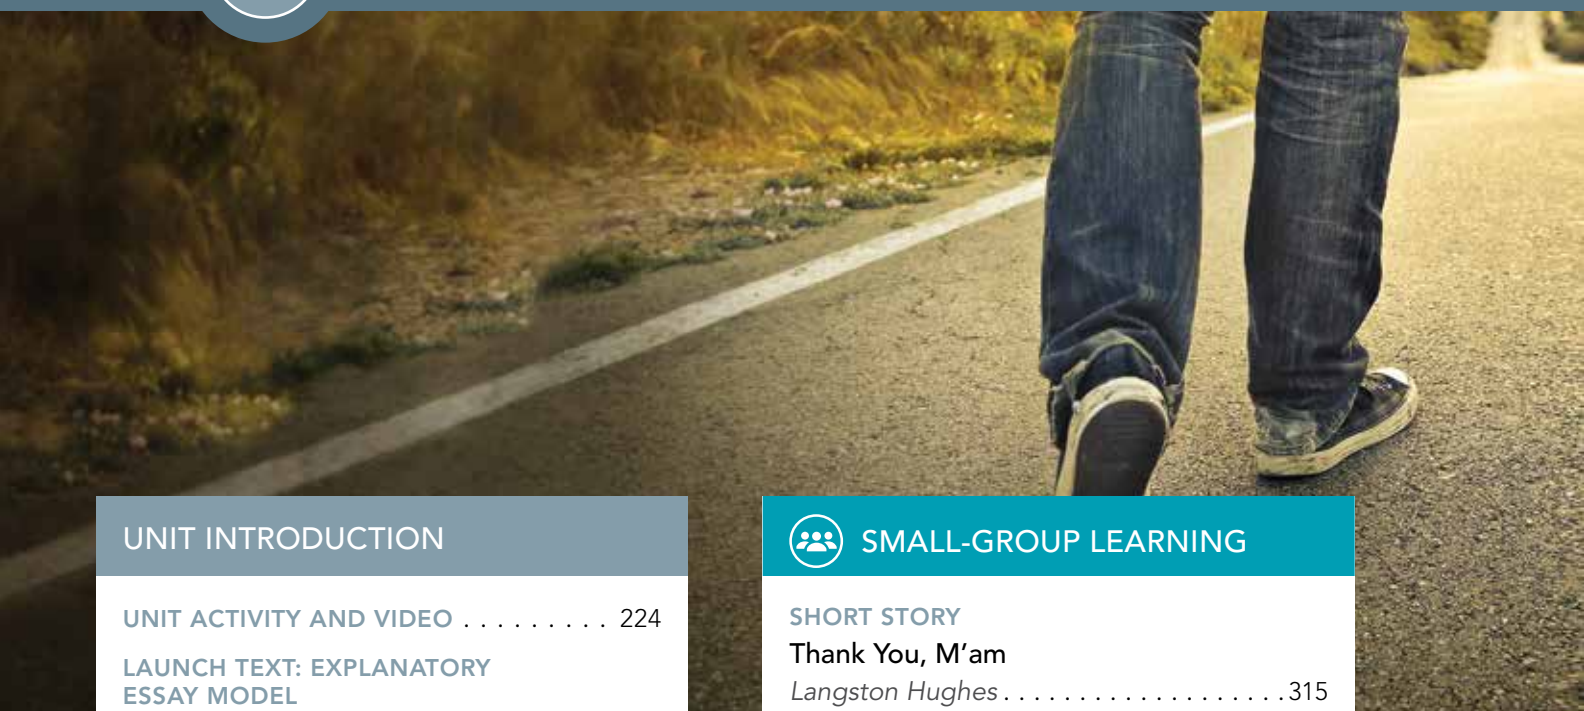 UNIT INTRODUCTION
UNIT ACTIVITY AND VIDEO . . . . . . . . . 224
LAUNCH TEXT: EXPLANATORY
ESSAY MODEL
SMALL-GROUP LEARNING
SHORT STORY
Thank You, M’am
Langston Hughes . . . . . . . . . . . . . . . . . . . 315